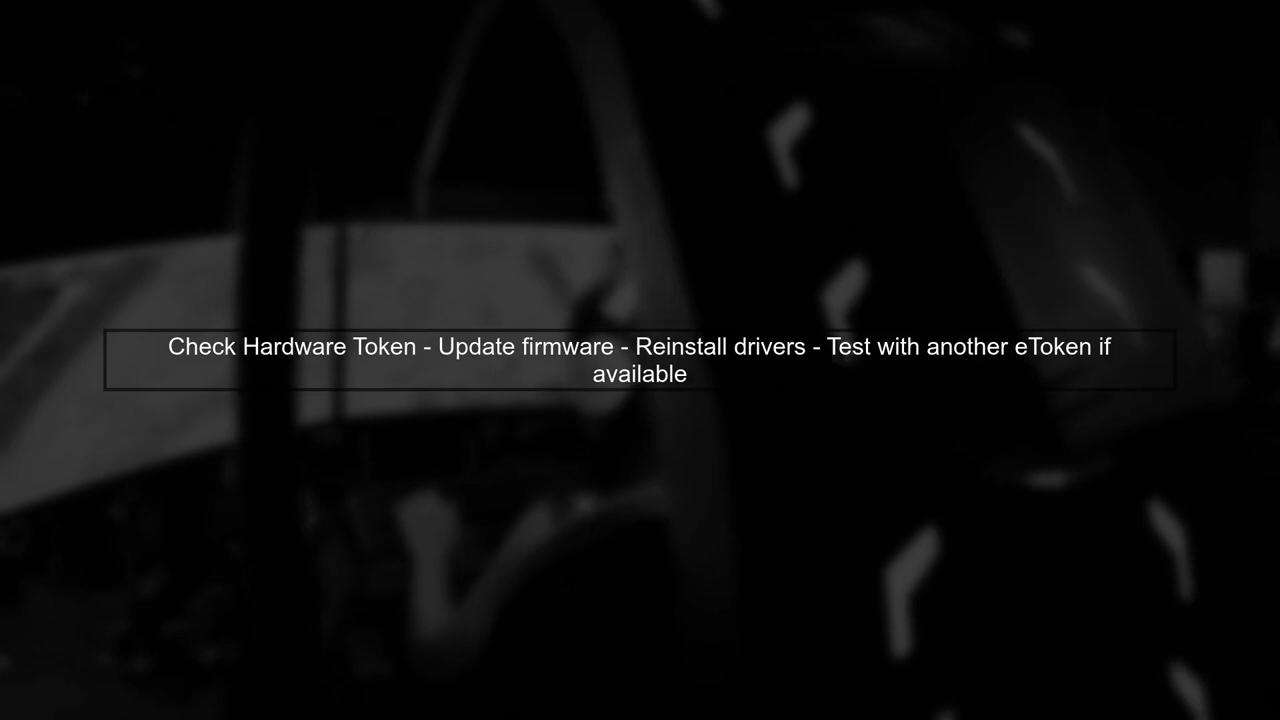 Check Hardware Token - Update firmware - Reinstall drivers - Test with another eToken if
available